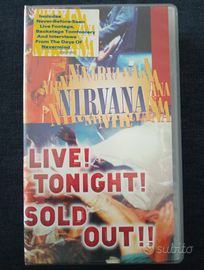 Includes
Never-Before-Seen
Live Footage,
Backstage Tomfoolery
And Interviews
From The Days Of
Nevermind
NIRVANA
LIVE!
TONIGHT!
SOLD
OUT!!
subito